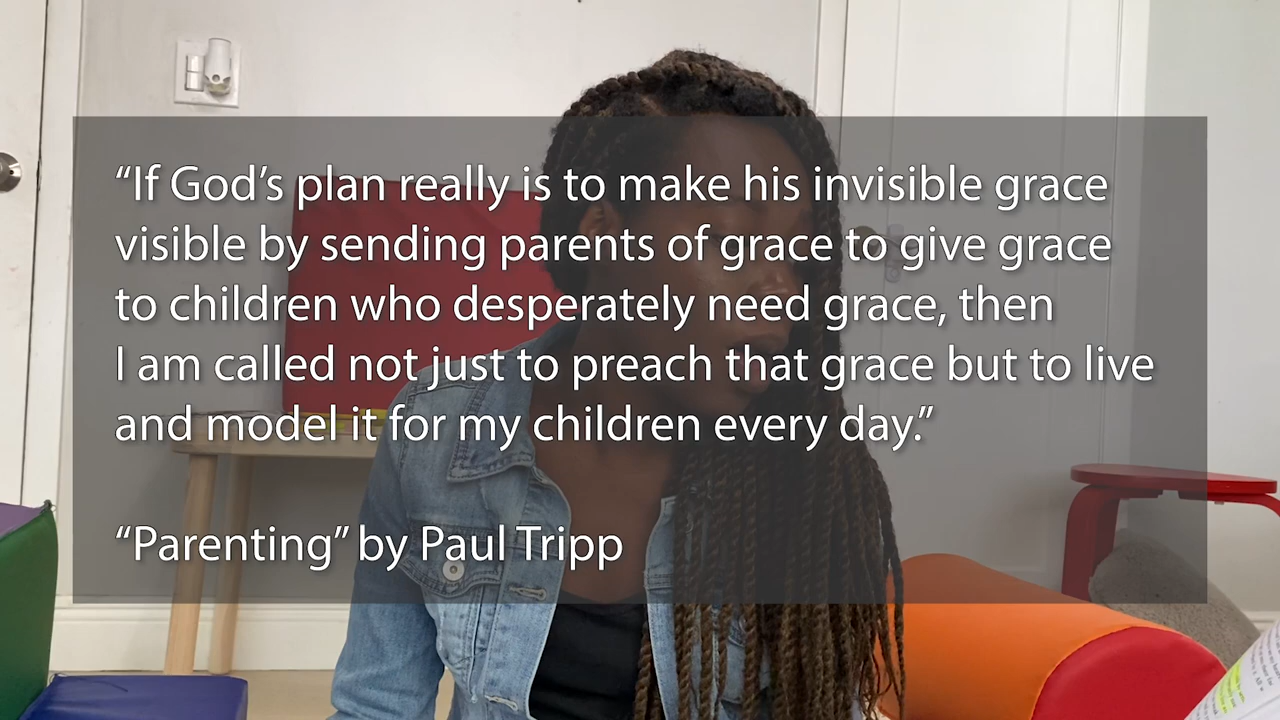 “If God’s plan really is to make his invisible grace
visible by sending parents of grace to give grace
to children who desperately need grace, then
I am called not just to preach that grace but to live
and model it for my children every day.”
“Parenting” by Paul Tripp